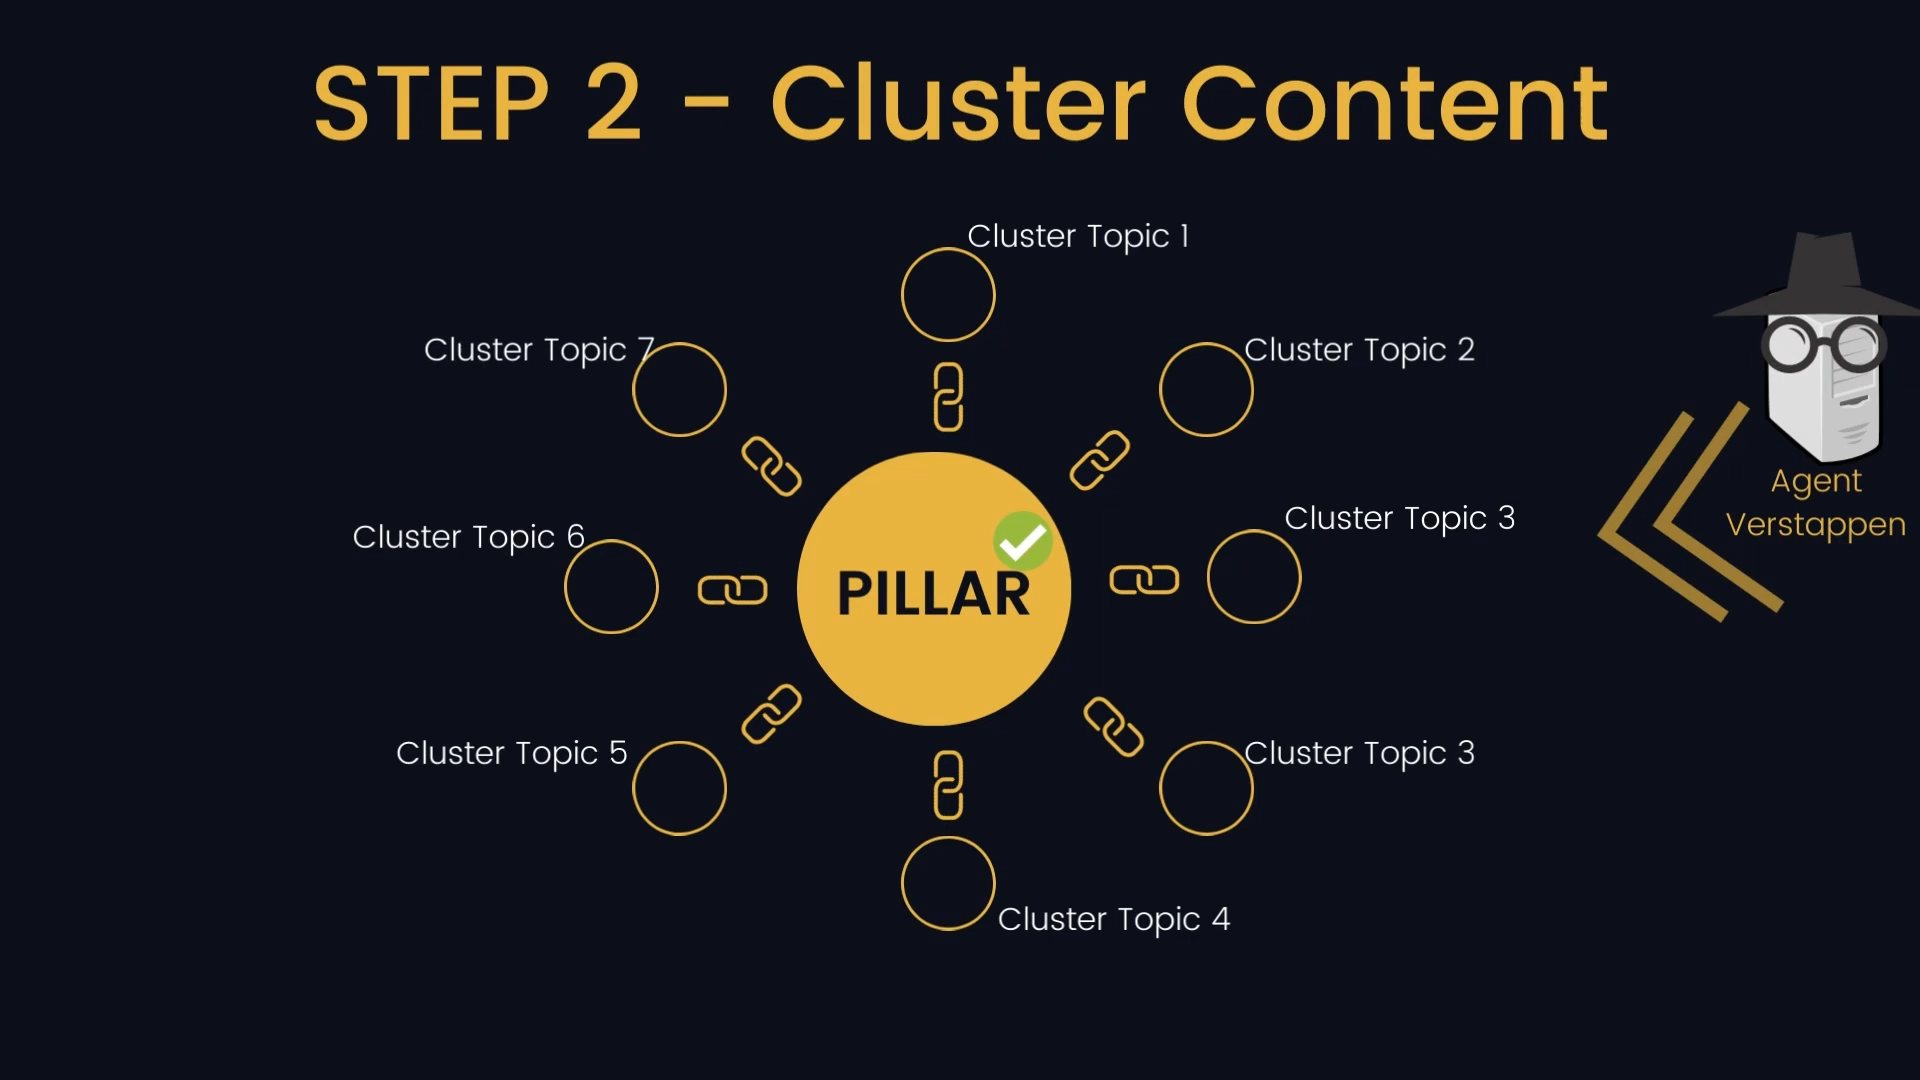 STEP 2 - Cluster Content
Cluster Topic 1
Cluster Topic 7
Cluster Topic 2
Cluster Topic 6
Cluster Topic 3
Agent
Verstappen
PILLAR
Cluster Topic 5
Cluster Topic 3
Cluster Topic 4